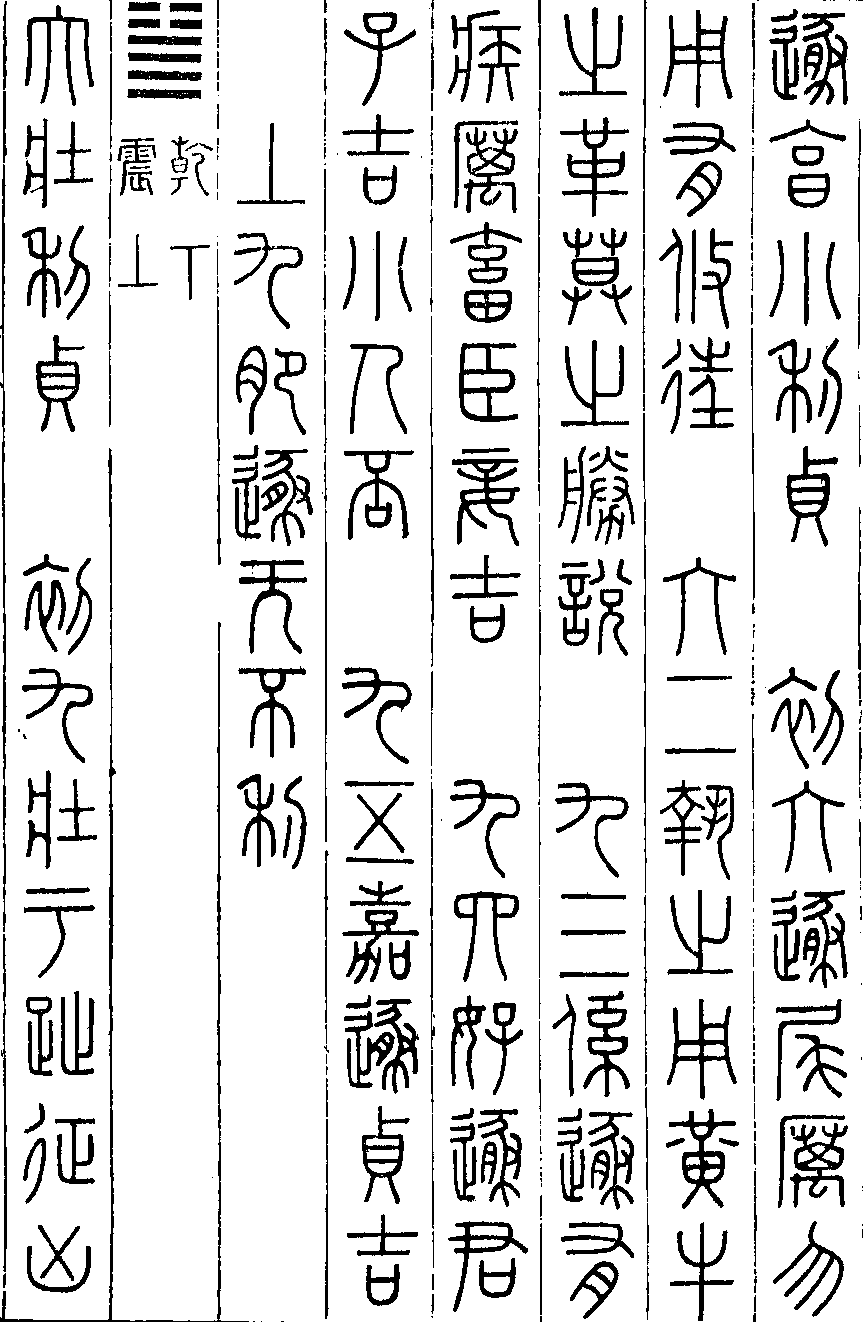 遯亯小利貞　初六遯尾厲勿
用有攸往　六二執之用黃牛
之革莫之勝說　九三係遯有
疾厲畜臣妾吉　九四好遯君
子吉小人否　九五嘉遯貞吉
上九肥遯无不利
乾下
震上
大壯利貞　初九壯于趾征凶